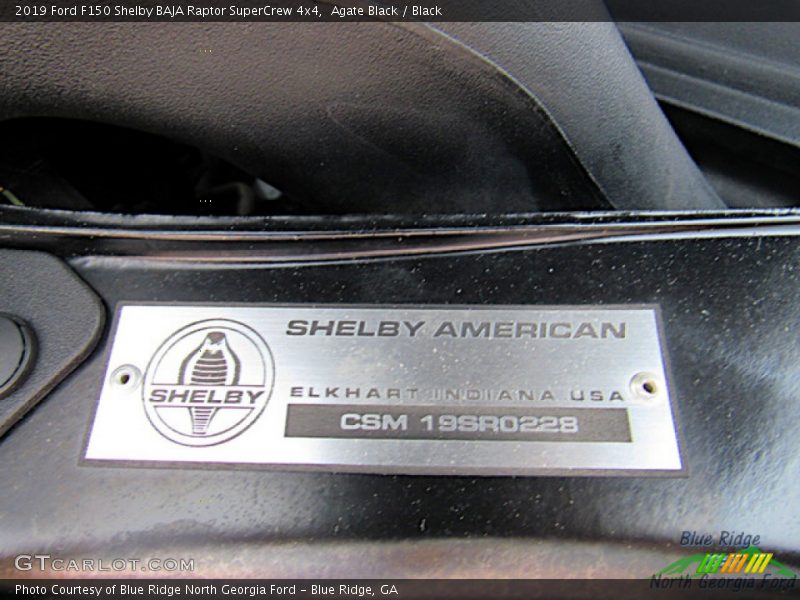 2019 Ford F150 Shelby BAJA Raptor SuperCrew 4x4,  Agate Black / Black
SHELBY AMERICAN
SHELBY
ELKHART INDIANA USA
CSM 19SR0228
Blue Ridge
North Georgia Ford
GTCARLOT.COM
Photo Courtesy of Blue Ridge North Georgia Ford – Blue Ridge, GA